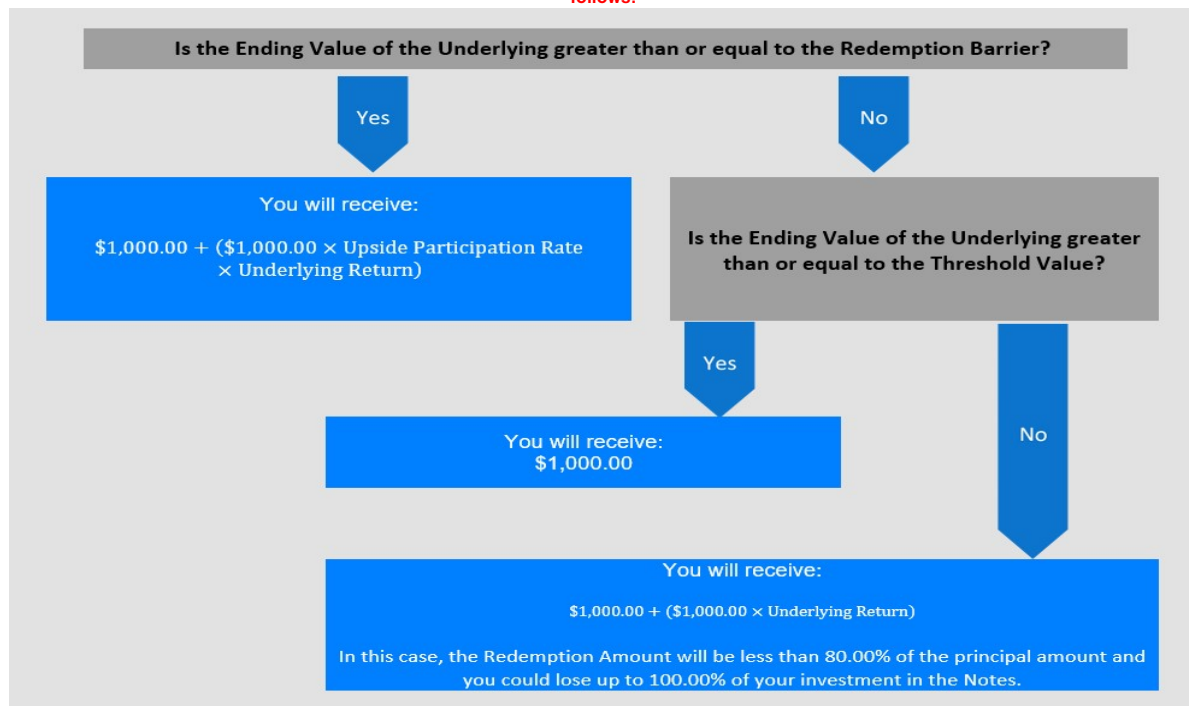 follows:
Is the Ending Value of the Underlying greater than or equal to the Redemption Barrier?
Yes
No
You will receive:
$1,000.00 + ($1,000.00 × Upside Participation Rate
× Underlying Return)
Is the Ending Value of the Underlying greater
than or equal to the Threshold Value?
Yes
No
You will receive:
$1,000.00
You will receive:
$1,000.00 + ($1,000.00 × Underlying Return)
In this case, the Redemption Amount will be less than 80.00% of the principal amount and
you could lose up to 100.00% of your investment in the Notes.